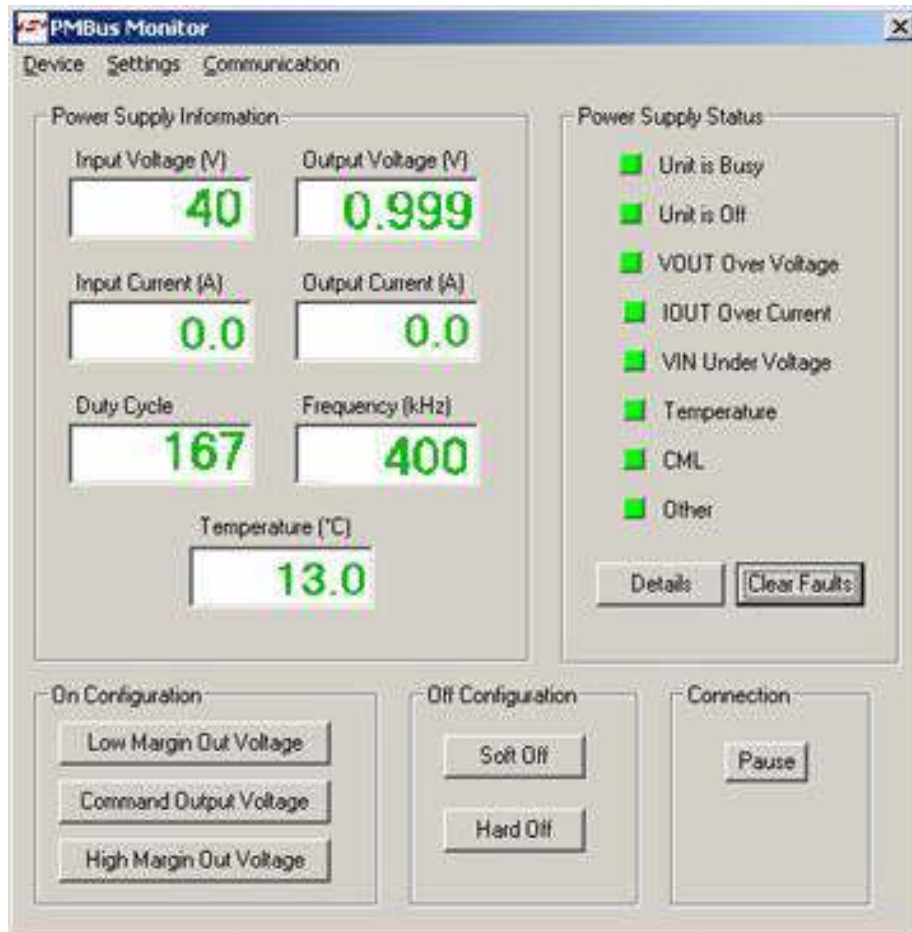 PMBus Monitor
Device Settings Communication
Power Supply Information
Input Voltage (V) Output Voltage (V)
40 0.999
Input Current (A) Output Current (A)
0.0 0.0
Duty Cycle Frequency (kHz)
167 400
Temperature (°C)
13.0
Power Supply Status
Unit is Busy
Unit is Off
VOUT Over Voltage
IOUT Over Current
VIN Under Voltage
Temperature
CML
Other
Details Clear Faults
On Configuration
Low Margin Out Voltage
Command Output Voltage
High Margin Out Voltage
Off Configuration
Soft Off
Hard Off
Connection
Pause